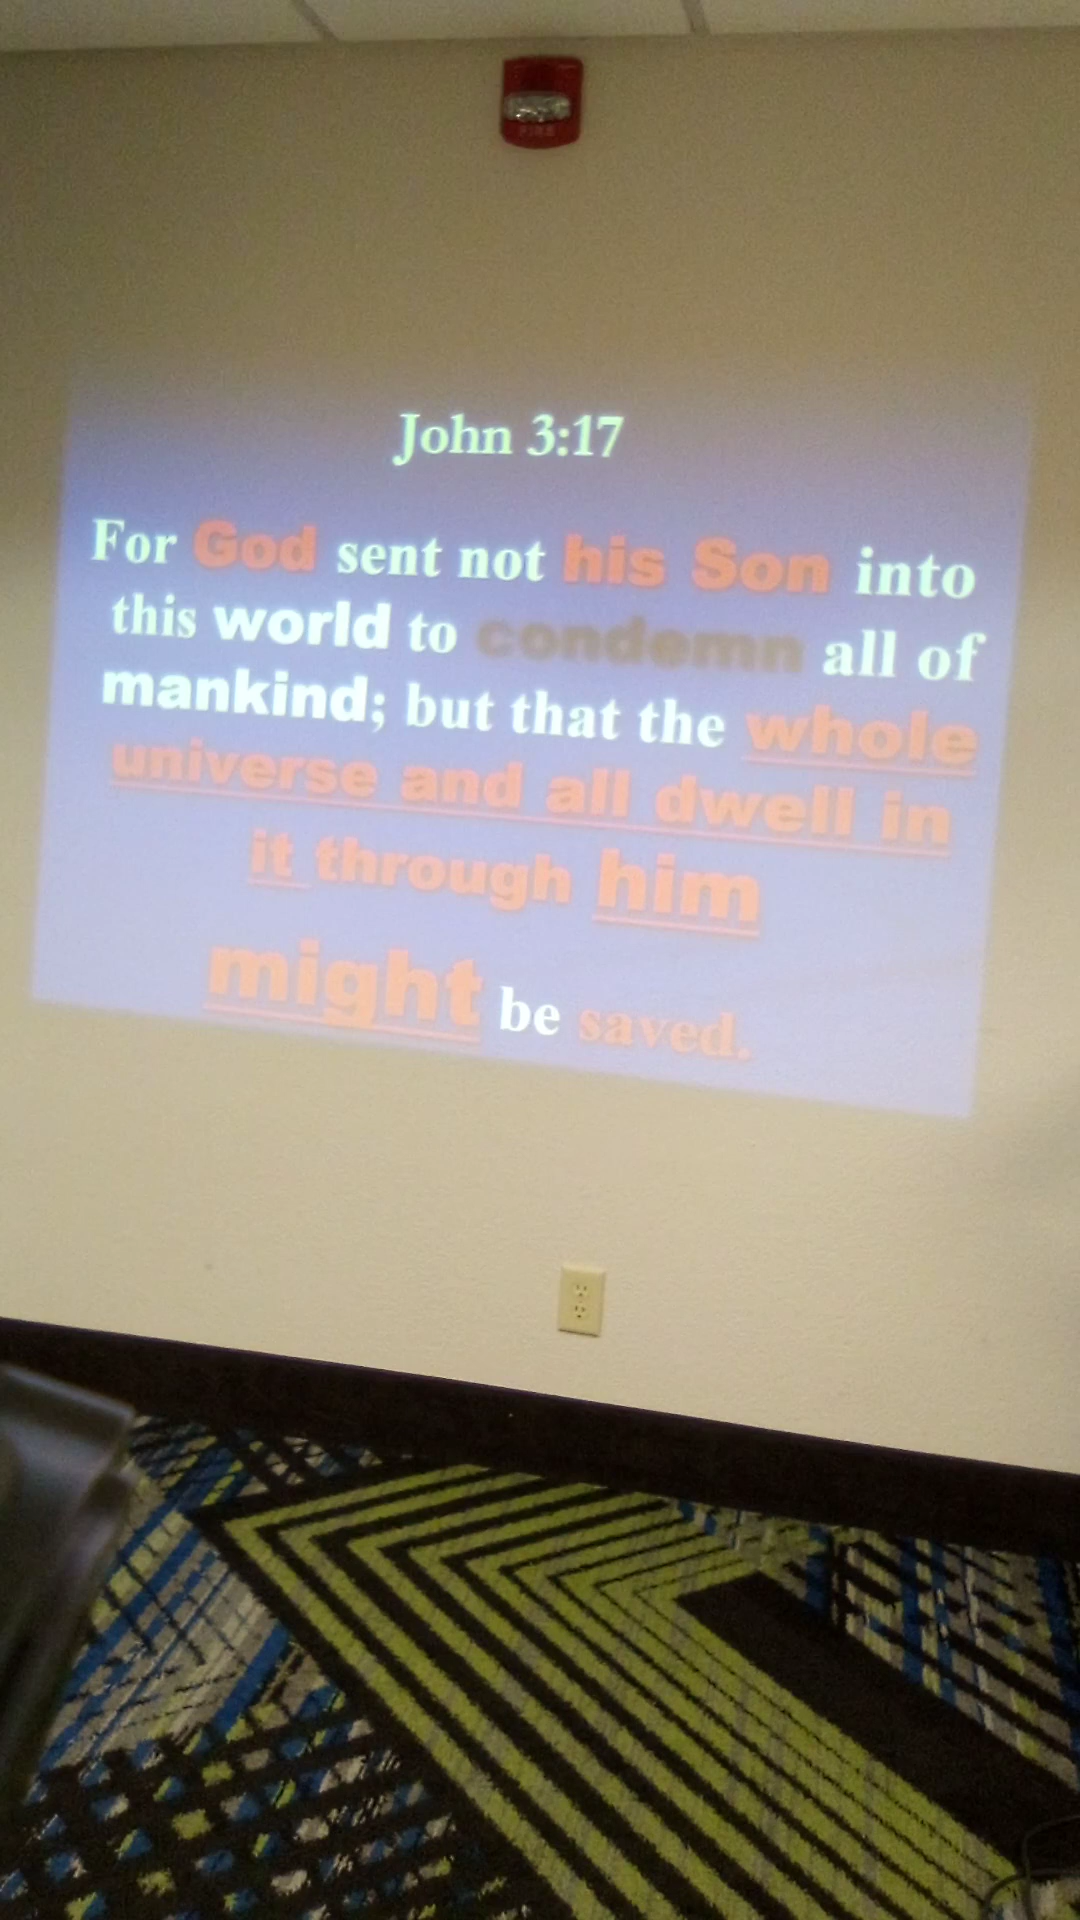 FIRE
John 3:17
For God sent not his Son into
this world to condemn all of
mankind; but that the whole
universe and all dwell in
it through him
might be saved.